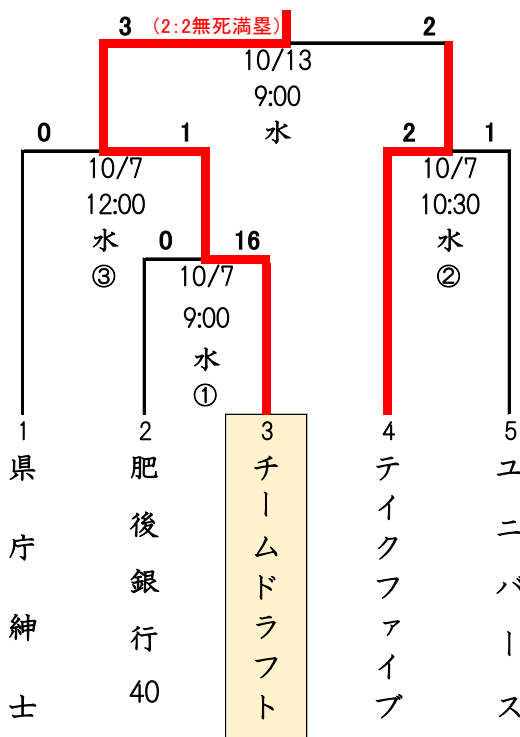 3 （2:2無死満塁） 2
10/13
9:00
水
0 1 2 1
10/7 10/7
12:00 10:30
水 水
③ ②
0 16
10/7
9:00
水
①
1 2 3 4 5
県庁紳士
肥後銀行40
チームドラフト
テイクファイブ
ユニバース